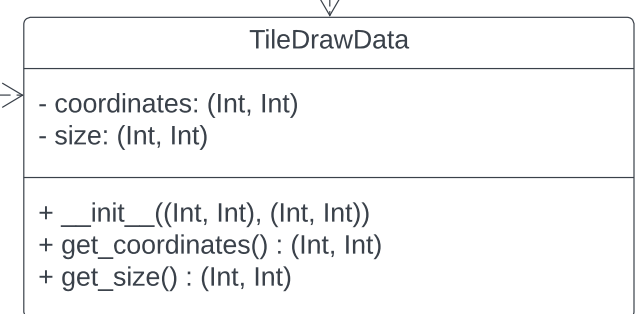 TileDrawData
- coordinates: (Int, Int)
- size: (Int, Int)
+ __init__((Int, Int), (Int, Int))
+ get_coordinates() : (Int, Int)
+ get_size() : (Int, Int)